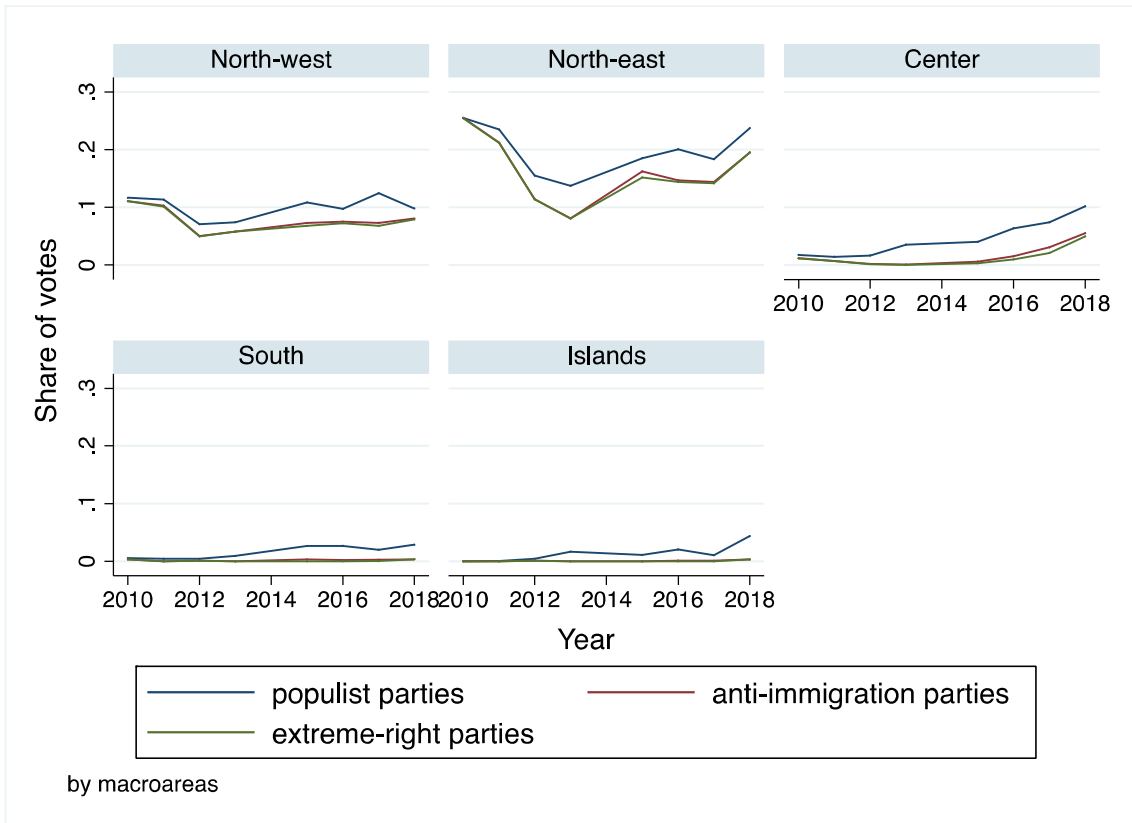 North-west
North-east
Center
.3
.2
.1
0
2010 2012 2014 2016 2018
South
Islands
.3
.2
.1
0
2010 2012 2014 2016 2018
2010 2012 2014 2016 2018
Share of votes
Year
populist parties
anti-immigration parties
extreme-right parties
by macroareas